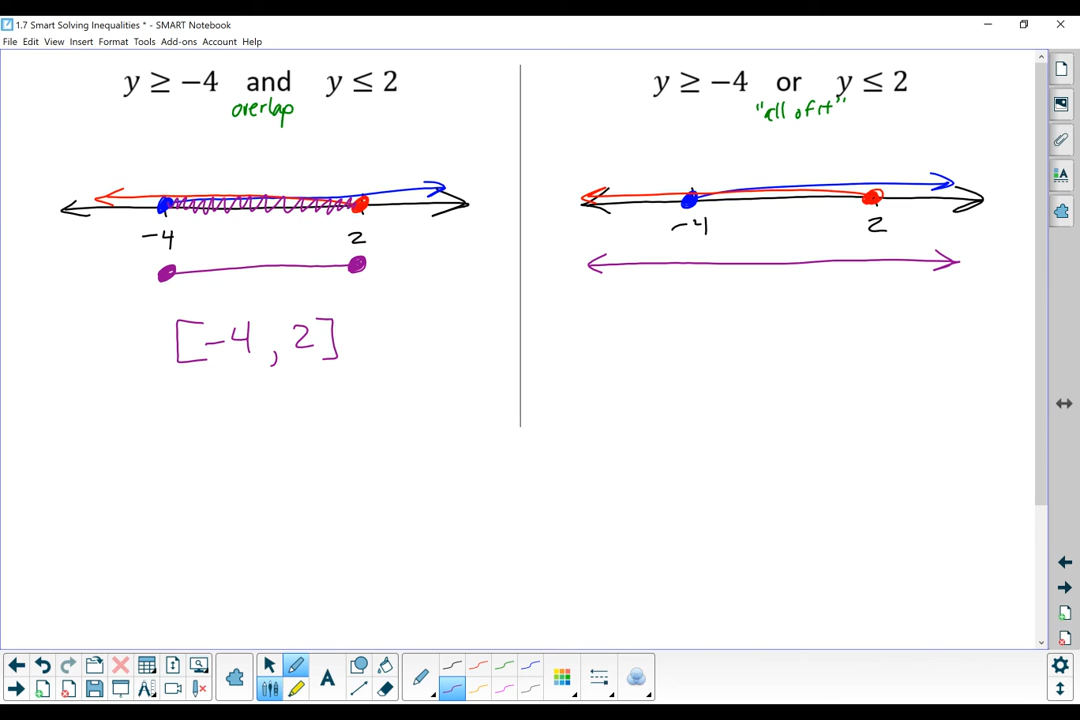 1.7 Smart Solving Inequalities * - SMART Notebook
File Edit View Insert Format Tools Add-ons Account Help
y ≥ −4 and y ≤ 2
overlap
−4 2
[−4, 2]
y ≥ −4 or y ≤ 2
"all of it"
−4 2